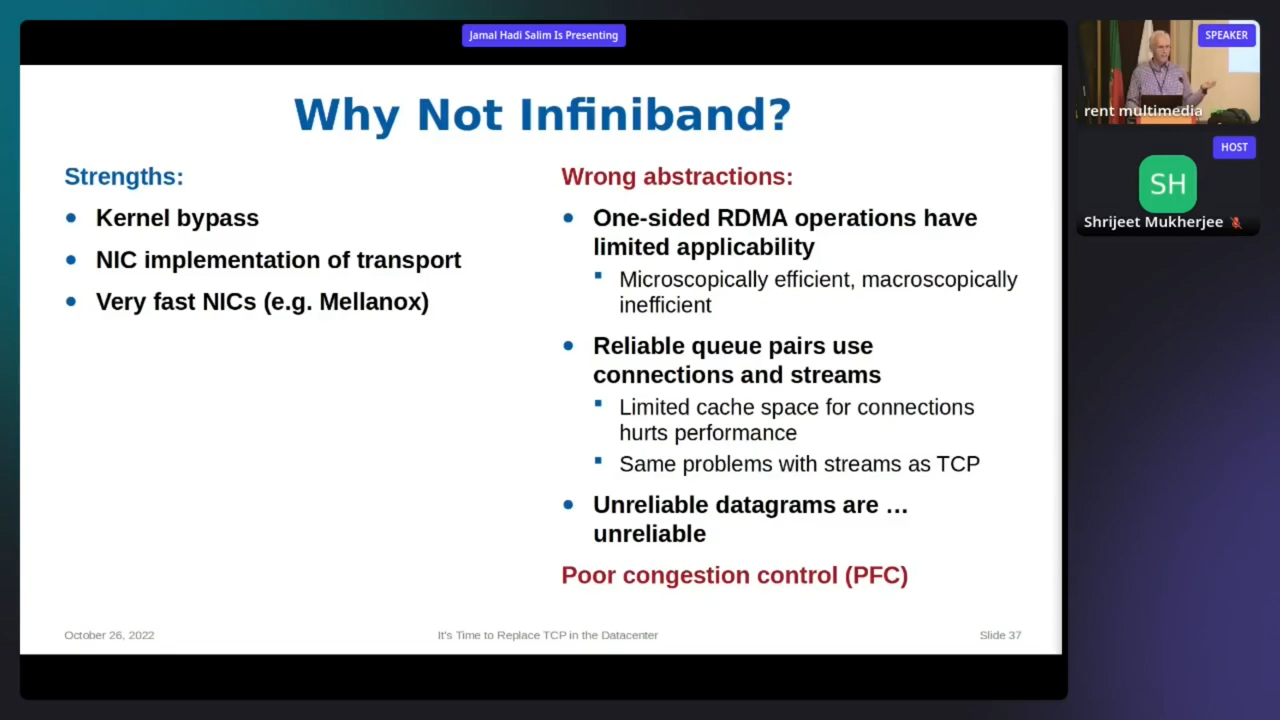 Jamal Hadi Salim Is Presenting
SPEAKER
rent multimedia
HOST
SH
Shrijeet Mukherjee
Why Not Infiniband?
Strengths:
Kernel bypass
NIC implementation of transport
Very fast NICs (e.g. Mellanox)
Wrong abstractions:
One-sided RDMA operations have
limited applicability
Microscopically efficient, macroscopically
inefficient
Reliable queue pairs use
connections and streams
Limited cache space for connections
hurts performance
Same problems with streams as TCP
Unreliable datagrams are …
unreliable
Poor congestion control (PFC)
October 26, 2022
It's Time to Replace TCP in the Datacenter
Slide 37